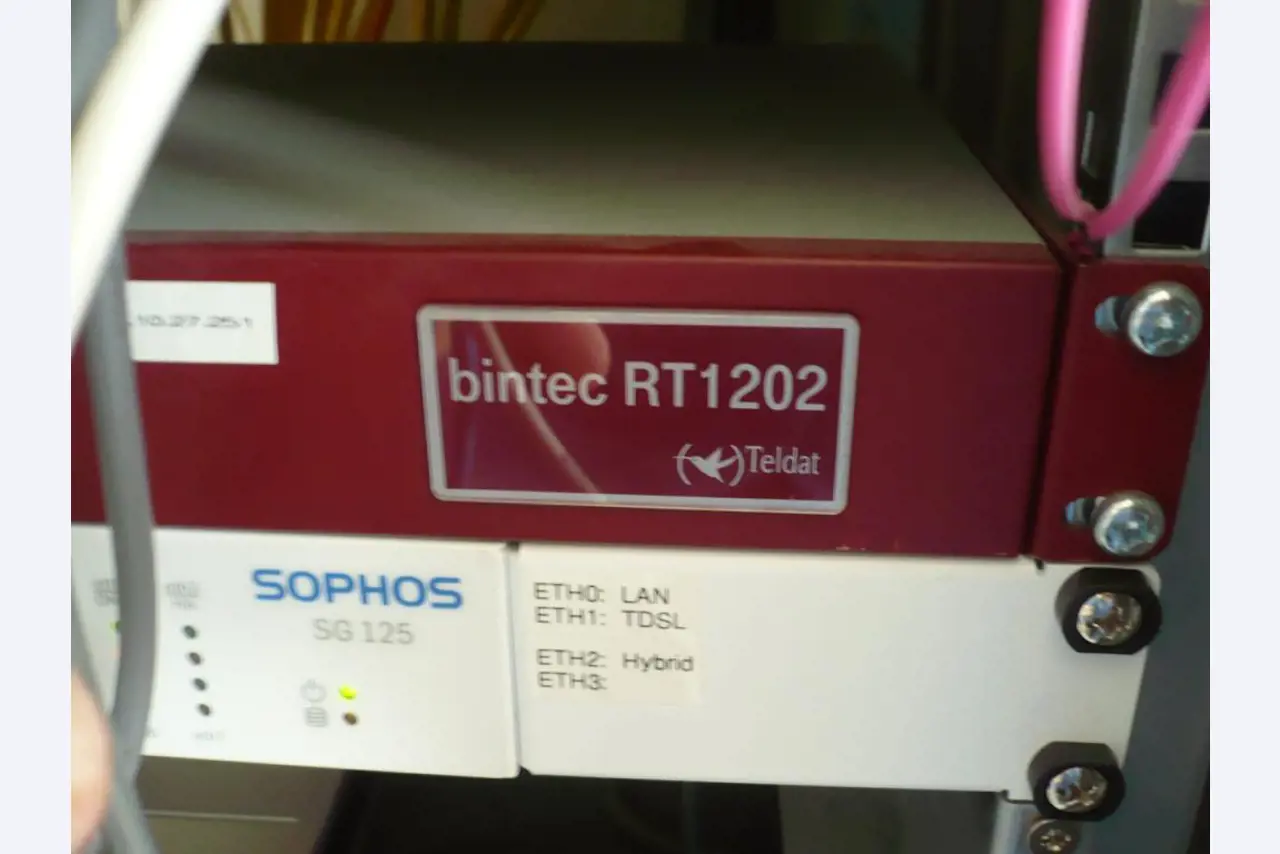 .10.27.251
bintec RT1202
Teldat
SOPHOS
SG 125
ETH0: LAN
ETH1: TDSL
ETH2: Hybrid
ETH3: